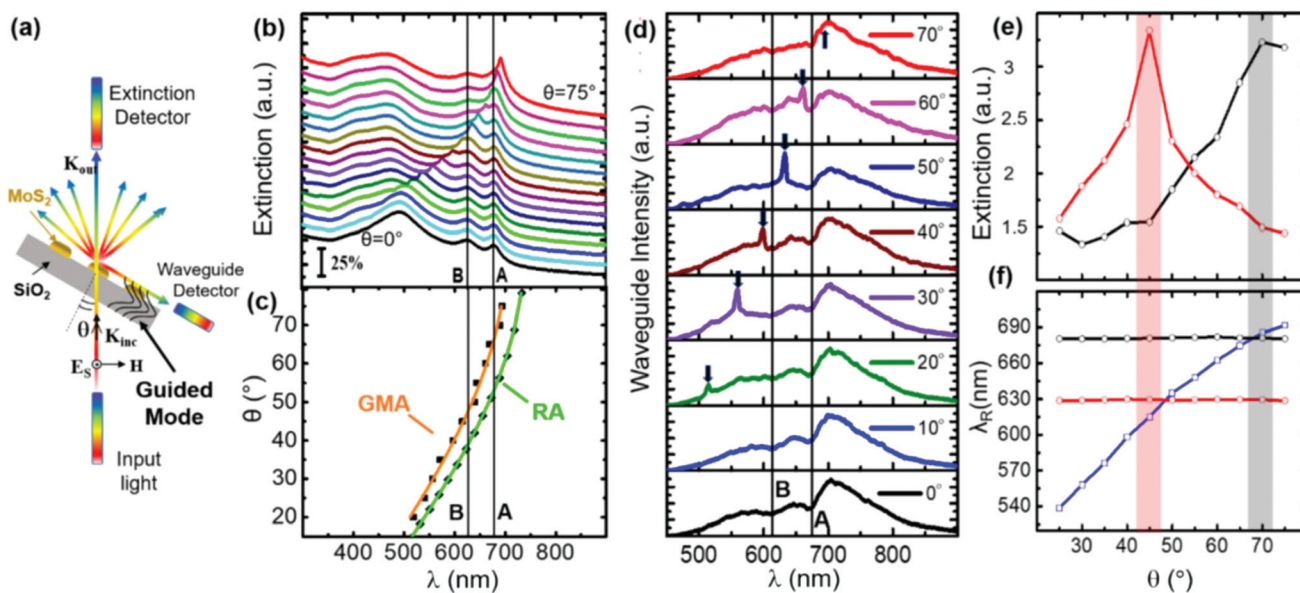 (a)
Extinction
Detector
K_out
MoS2
SiO2
Waveguide
Detector
θ
K_inc
E_S
H
Guided
Mode
Input
light
(b)
Extinction (a.u.)
θ=75°
θ=0°
25%
B
A
(c)
θ (°)
70
60
50
40
30
20
GMA
RA
B
A
400 500 600 700 800
λ (nm)
(d)
Waveguide Intensity (a.u.)
70°
60°
50°
40°
30°
20°
10°
0°
B
A
500 600 700 800
λ (nm)
(e)
Extinction (a.u.)
3
2.5
2
1.5
(f)
λ_R(nm)
690
660
630
600
570
540
30 40 50 60 70
θ (°)